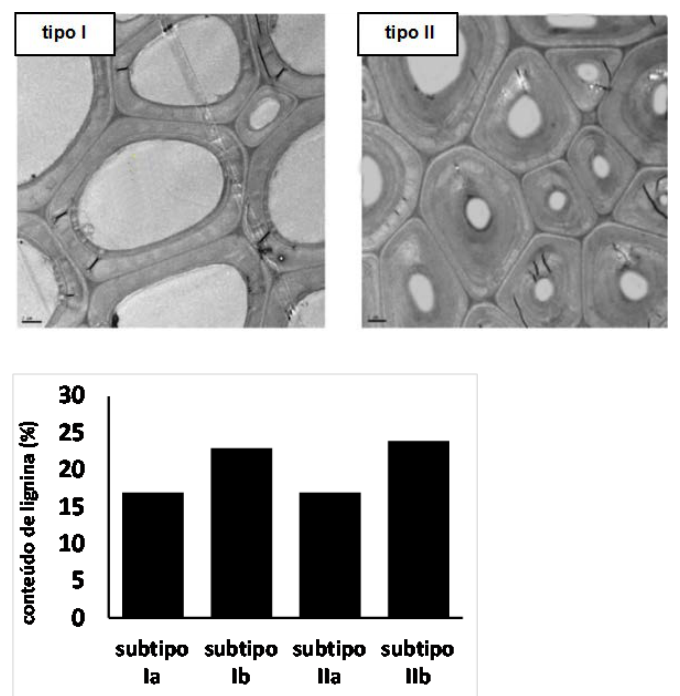 tipo I
tipo II
conteúdo de lignina (%)
30
25
20
15
10
5
0
subtipo Ia
subtipo Ib
subtipo IIa
subtipo IIb